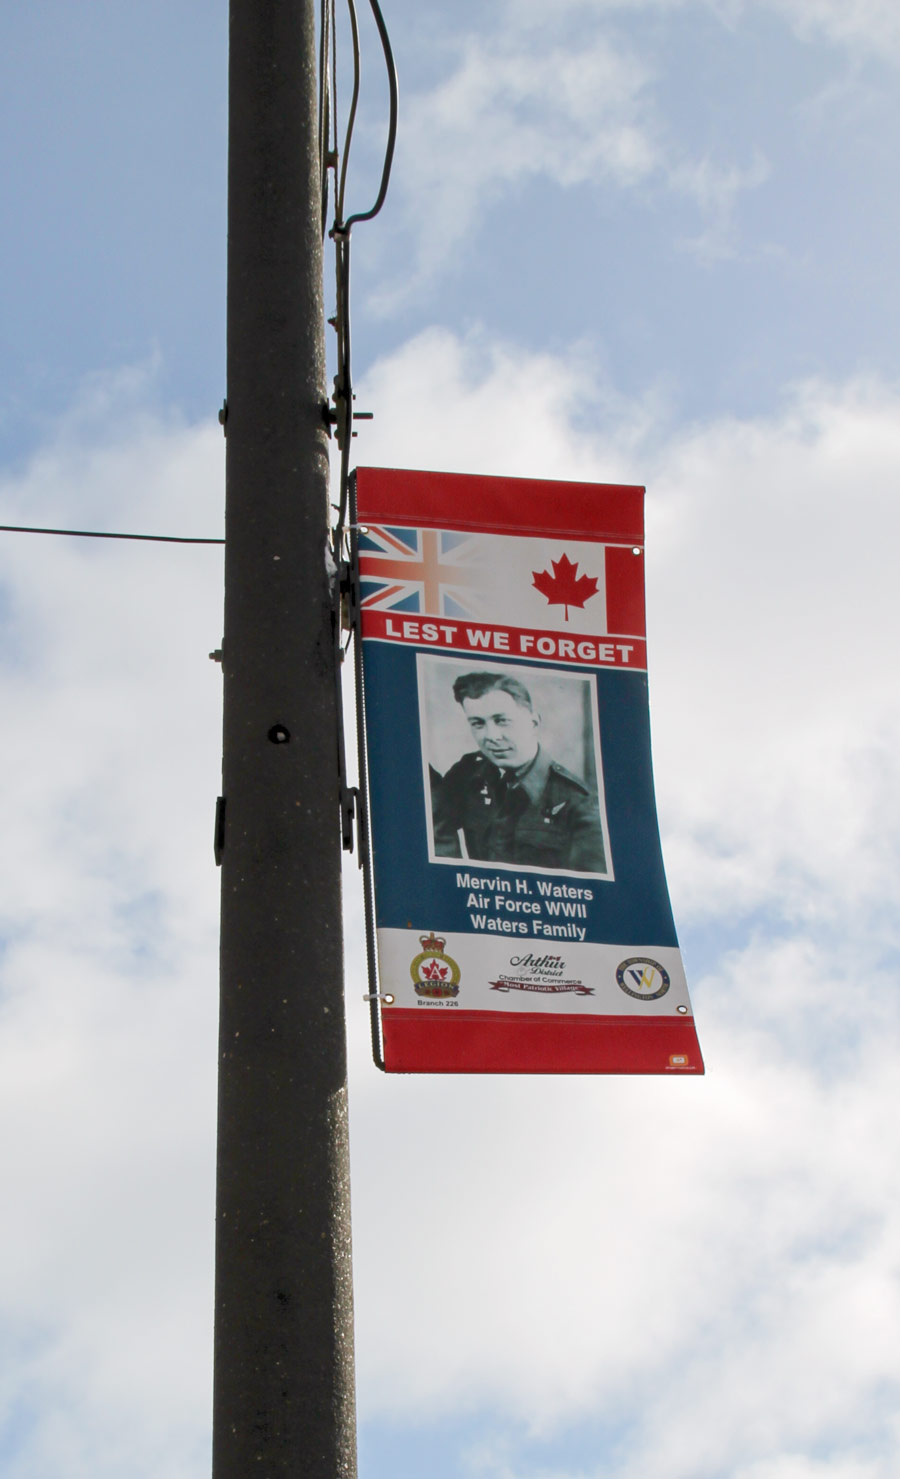 LEST WE FORGET
Mervin H. Waters
Air Force WWII
Waters Family
LEGION
Branch 226
Arthur
& District
Chamber of Commerce
Most Patriotic Village
W